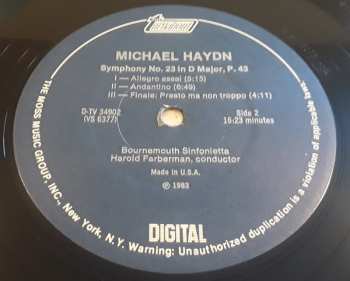 TURNABOUT
MICHAEL HAYDN
Symphony No. 23 in D Major, P. 43
I — Allegro assai (5:15)
II — Andantino (6:49)
III — Finale: Presto ma non troppo (4:11)
D-TV 34902 Side 2
(VS 6377) 16:23 minutes
Bournemouth Sinfonietta
Harold Farberman, conductor
Made in U.S.A.
℗ 1983
DIGITAL
THE MOSS MUSIC GROUP, INC., New York, N.Y. Warning: Unauthorized duplication is a violation of applicable laws.